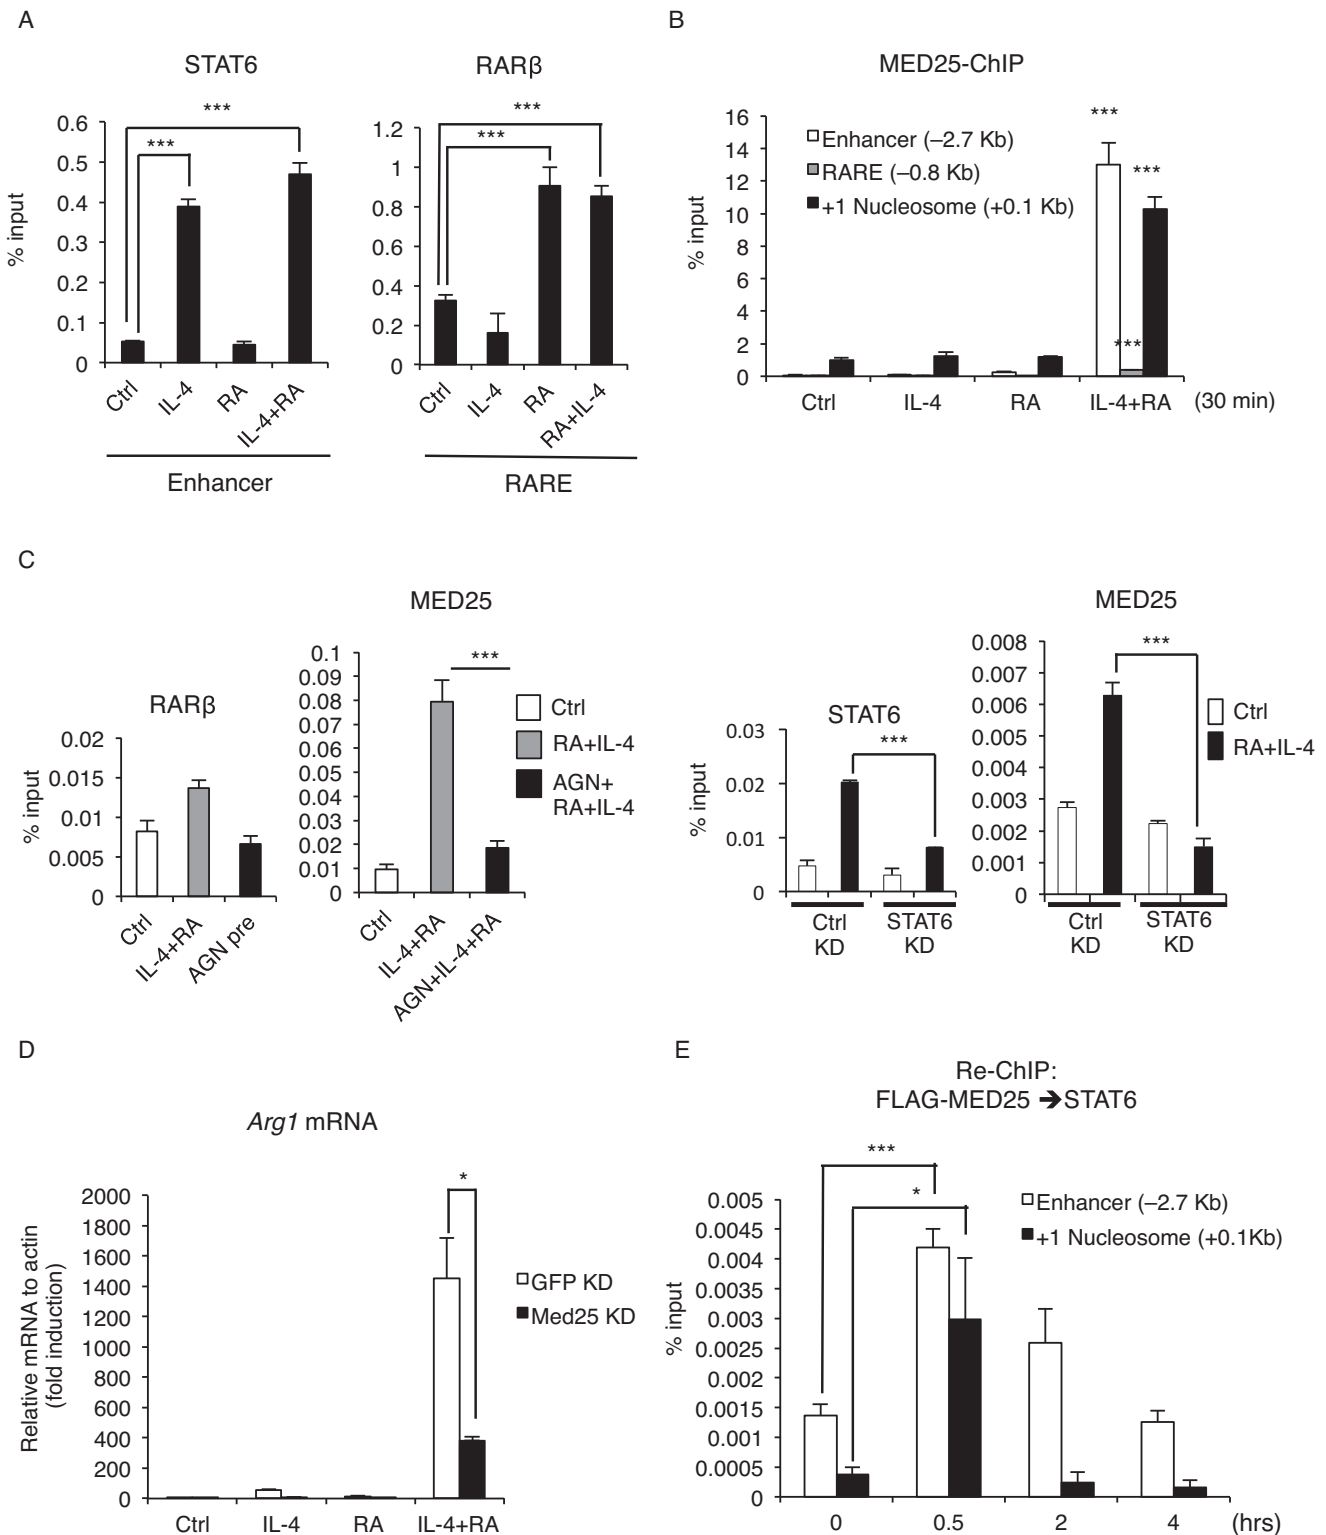 A
STAT6
RARβ
***
***
***
***
% input
0.6
0.5
0.4
0.3
0.2
0.1
0
1.2
1
0.8
0.6
0.4
0.2
0
Ctrl
IL-4
RA
IL-4+RA
Ctrl
IL-4
RA
RA+IL-4
Enhancer
RARE
B
MED25-ChIP
% input
16
14
12
10
8
6
4
2
0
Enhancer (–2.7 Kb)
RARE (–0.8 Kb)
+1 Nucleosome (+0.1 Kb)
***
***
***
Ctrl
IL-4
RA
IL-4+RA
(30 min)
C
RARβ
% input
0.02
0.015
0.01
0.005
0
Ctrl
IL-4+RA
AGN pre
MED25
***
0.1
0.09
0.08
0.07
0.06
0.05
0.04
0.03
0.02
0.01
0
Ctrl
IL-4+RA
AGN+IL-4+RA
Ctrl
RA+IL-4
AGN+
RA+IL-4
STAT6
***
% input
0.03
0.02
0.01
0
Ctrl
KD
STAT6
KD
MED25
***
0.008
0.007
0.006
0.005
0.004
0.003
0.002
0.001
0
Ctrl
KD
STAT6
KD
Ctrl
RA+IL-4
D
Arg1 mRNA
*
Relative mRNA to actin
(fold induction)
2000
1800
1600
1400
1200
1000
800
600
400
200
0
GFP KD
Med25 KD
Ctrl
IL-4
RA
IL-4+RA
E
Re-ChIP:
FLAG-MED25 ➔STAT6
***
*
% input
0.005
0.0045
0.004
0.0035
0.003
0.0025
0.002
0.0015
0.001
0.0005
0
Enhancer (–2.7 Kb)
+1 Nucleosome (+0.1Kb)
0
0.5
2
4
(hrs)